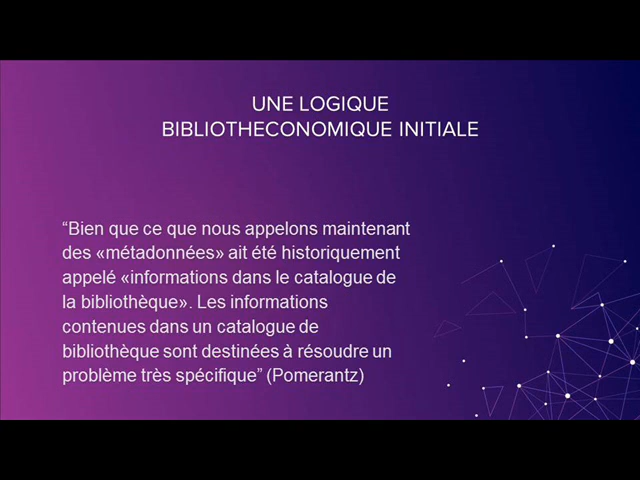 UNE LOGIQUE
BIBLIOTHECONOMIQUE INITIALE
“Bien que ce que nous appelons maintenant
des «métadonnées» ait été historiquement
appelé «informations dans le catalogue de
la bibliothèque». Les informations
contenues dans un catalogue de
bibliothèque sont destinées à résoudre un
problème très spécifique” (Pomerantz)